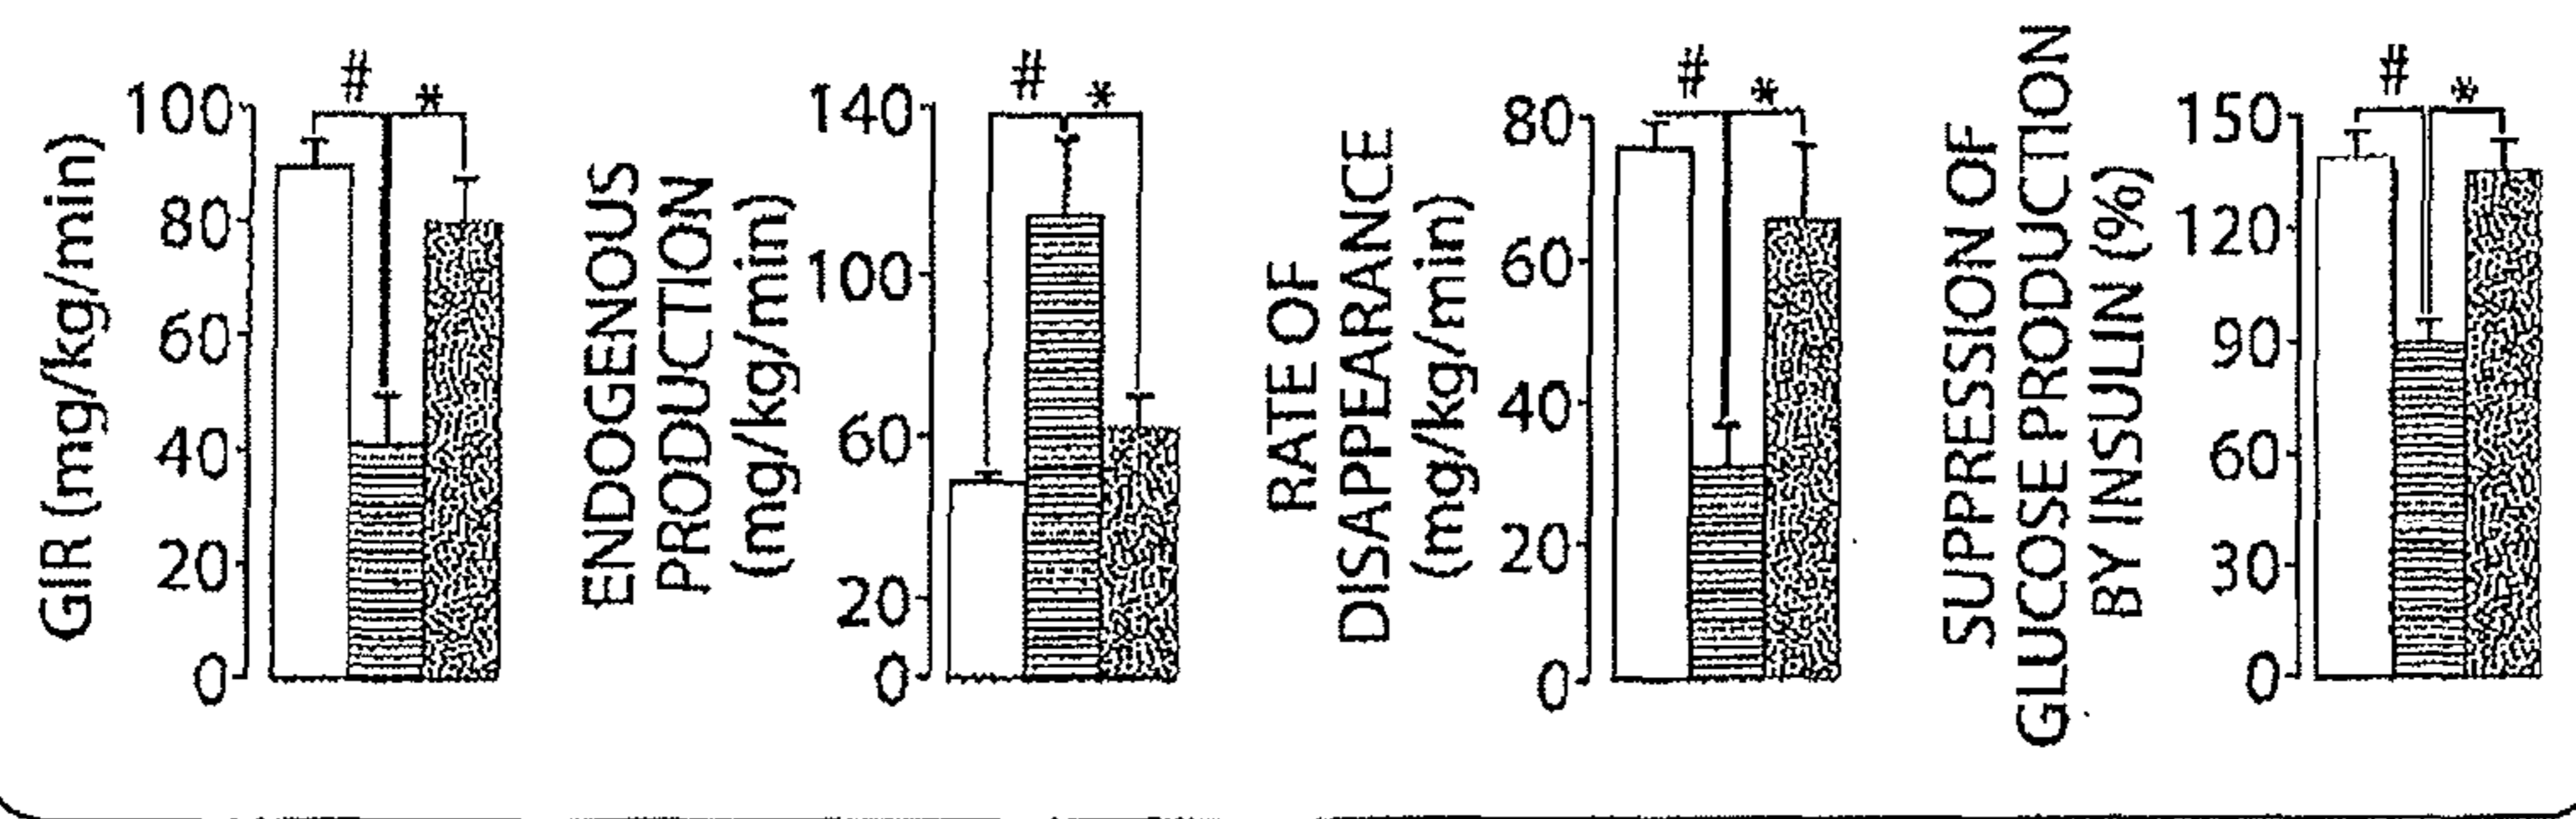 GIR (mg/kg/min)
100
80
60
40
20
0
# *
ENDOGENOUS
PRODUCTION
(mg/kg/min)
140
100
60
20
0
# *
RATE OF
DISAPPEARANCE
(mg/kg/min)
80
60
40
20
0
# *
SUPPRESSION OF
GLUCOSE PRODUCTION
BY INSULIN (%)
150
120
90
60
30
0
# *